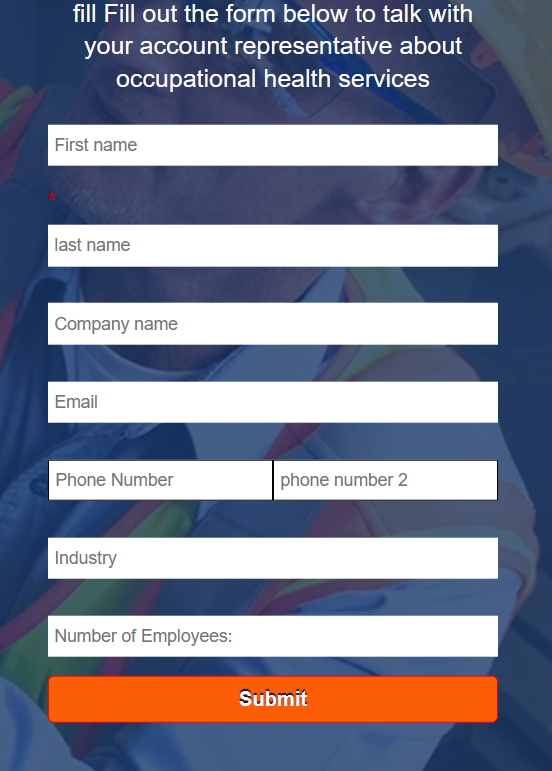 fill Fill out the form below to talk with
your account representative about
occupational health services
First name
*
last name
Company name
Email
Phone Number phone number 2
Industry
Number of Employees:
Submit